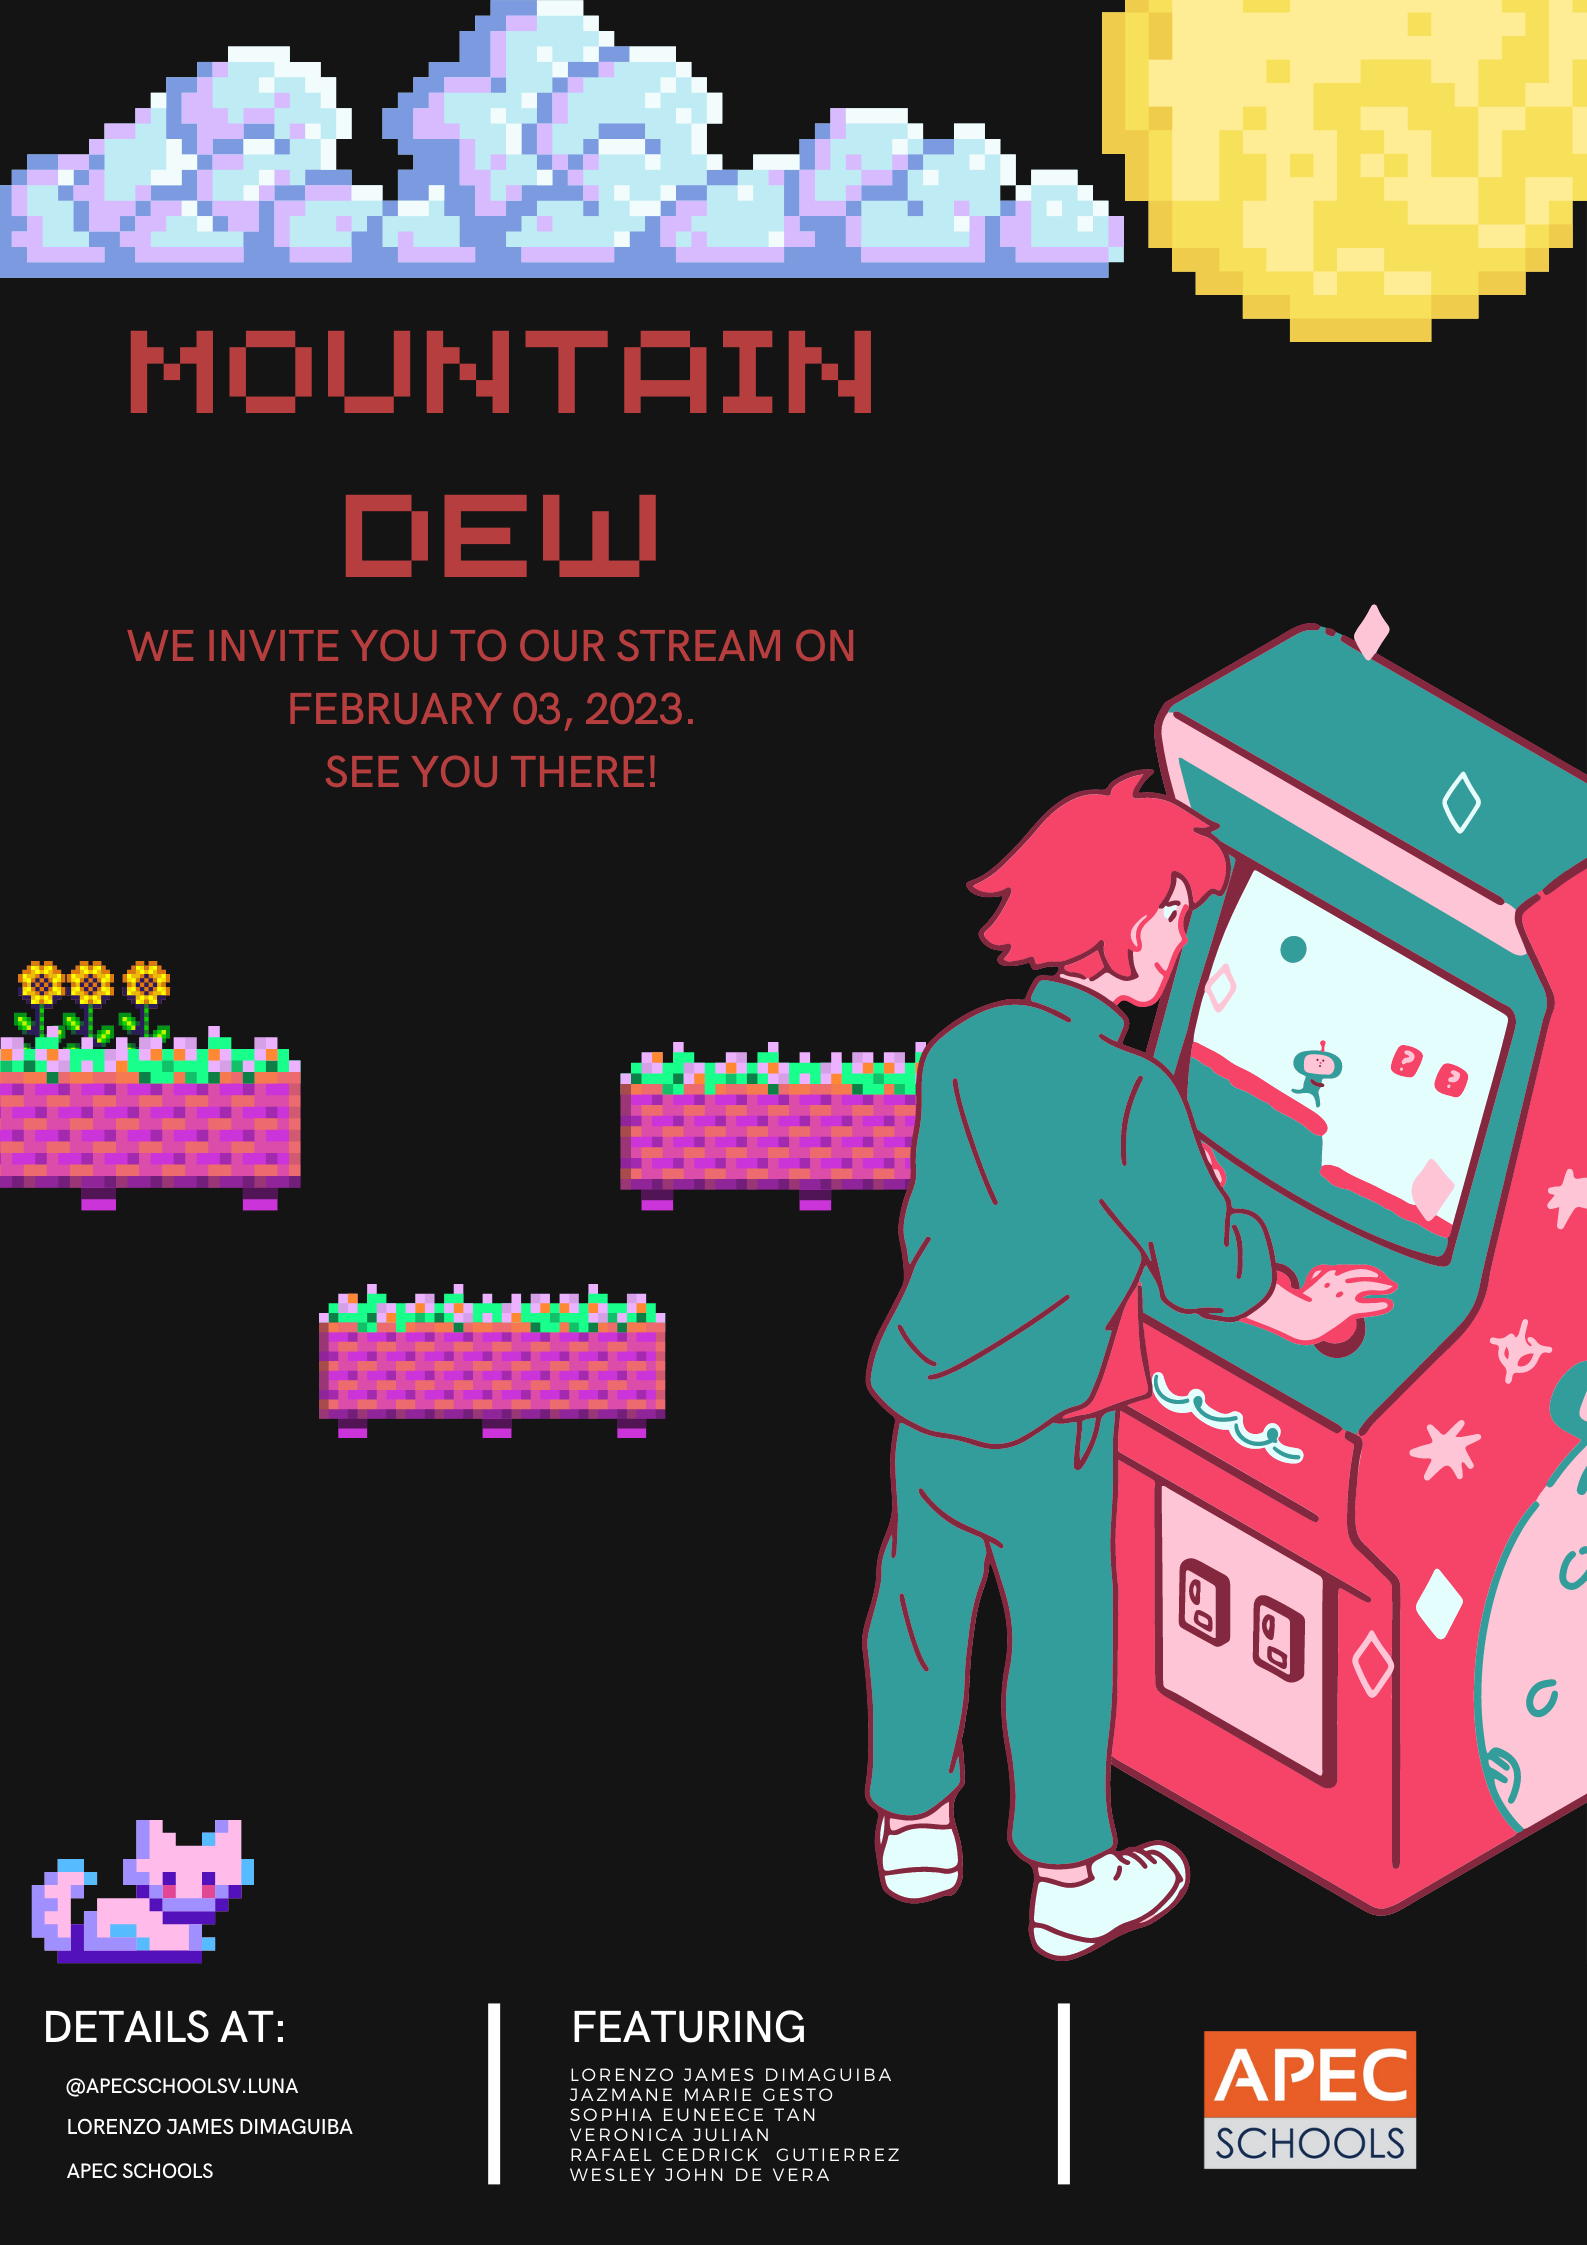 MOUNTAIN
DEW
WE INVITE YOU TO OUR STREAM ON
FEBRUARY 03, 2023.
SEE YOU THERE!
? ?
DETAILS AT:
@APECSCHOOLSV.LUNA
LORENZO JAMES DIMAGUIBA
APEC SCHOOLS
FEATURING
LORENZO JAMES DIMAGUIBA
JAZMANE MARIE GESTO
SOPHIA EUNEECE TAN
VERONICA JULIAN
RAFAEL CEDRICK  GUTIERREZ
WESLEY JOHN DE VERA
APEC
SCHOOLS